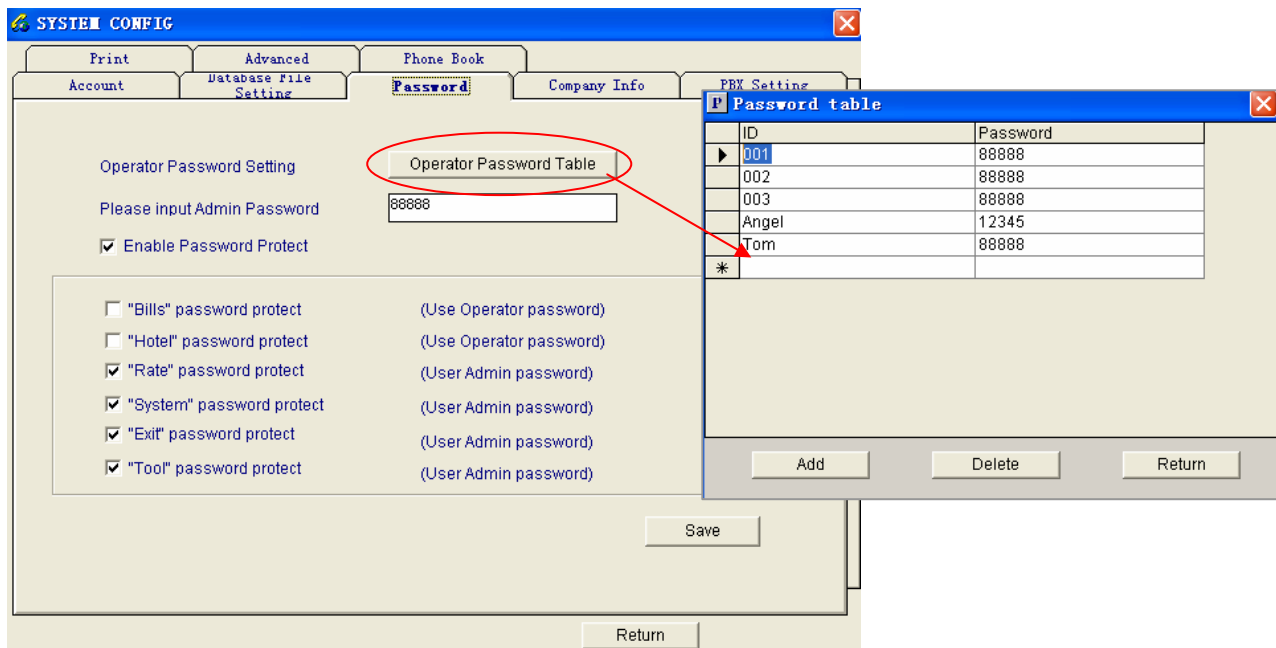 SYSTEM CONFIG
Print Advanced Phone Book
Account Database File Setting Password Company Info PBX Setting
Operator Password Setting Operator Password Table
Please input Admin Password 88888
Enable Password Protect
"Bills" password protect (Use Operator password)
"Hotel" password protect (Use Operator password)
"Rate" password protect (User Admin password)
"System" password protect (User Admin password)
"Exit" password protect (User Admin password)
"Tool" password protect (User Admin password)
Save
Return
P Password table
ID Password
001 88888
002 88888
003 88888
Angel 12345
Tom 88888
Add Delete Return